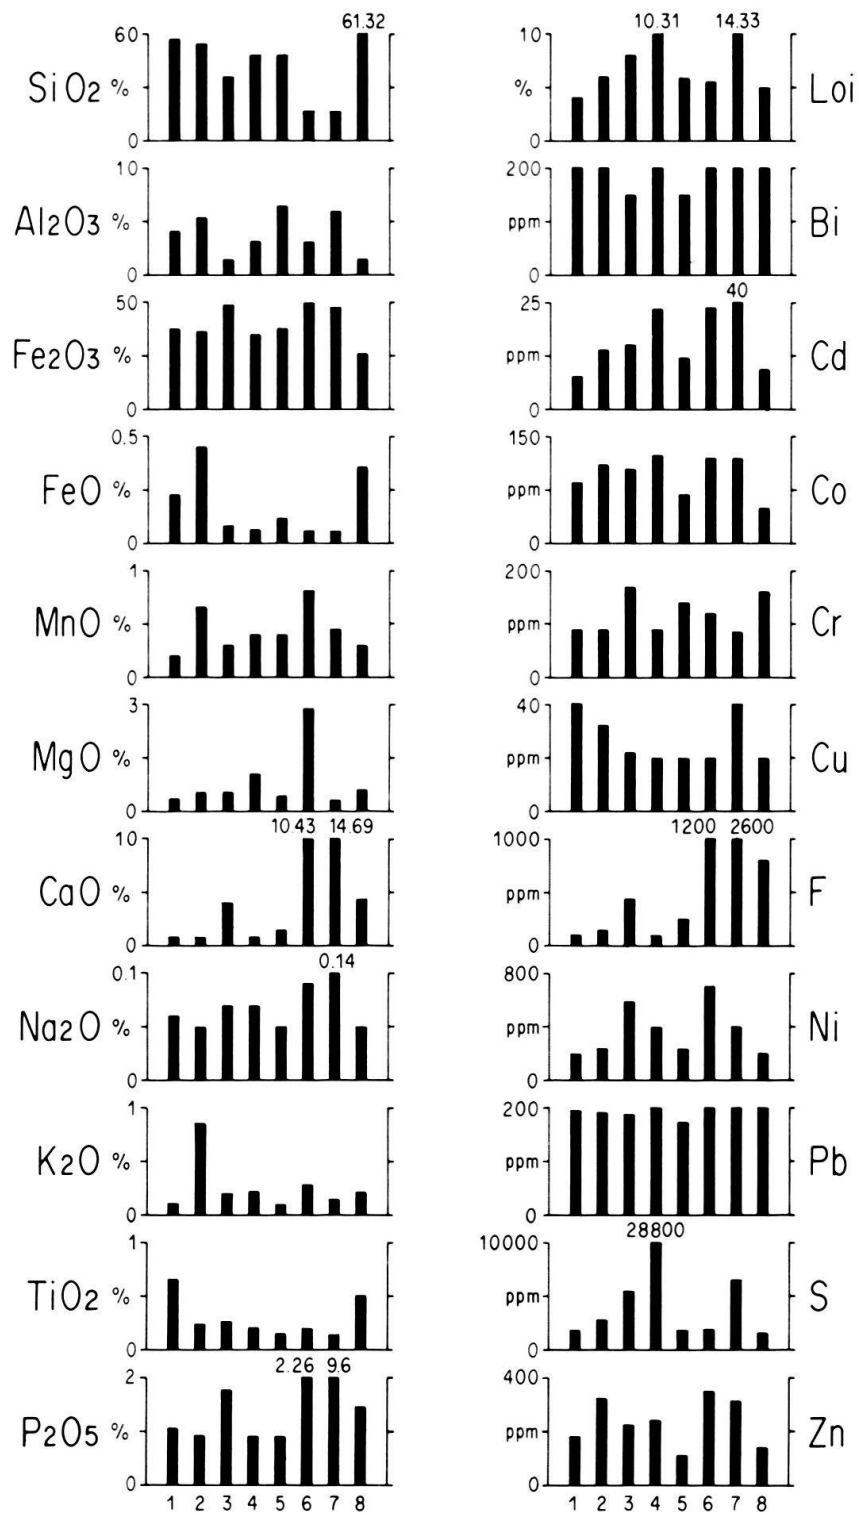 61.32
60
SiO2 %
0
10
Al2O3 %
0
50
Fe2O3 %
0
0.5
FeO %
0
1
MnO %
0
3
MgO %
0
10.43 14.69
10
CaO %
0
0.14
0.1
Na2O %
0
1
K2O %
0
1
TiO2 %
0
2.26 9.6
2
P2O5 %
0
1 2 3 4 5 6 7 8
10.31 14.33
10
% Loi
0
200
ppm Bi
0
40
25
ppm Cd
0
150
ppm Co
0
200
ppm Cr
0
40
ppm Cu
0
1200 2600
1000
ppm F
0
800
ppm Ni
0
200
ppm Pb
0
28800
10000
ppm S
0
400
ppm Zn
0
1 2 3 4 5 6 7 8